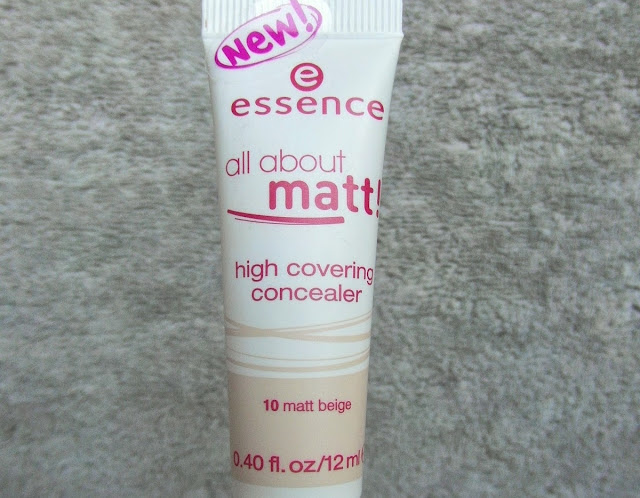 New!
e
essence
all about
matt!
high covering
concealer
10 matt beige
0.40 fl.oz/12 ml